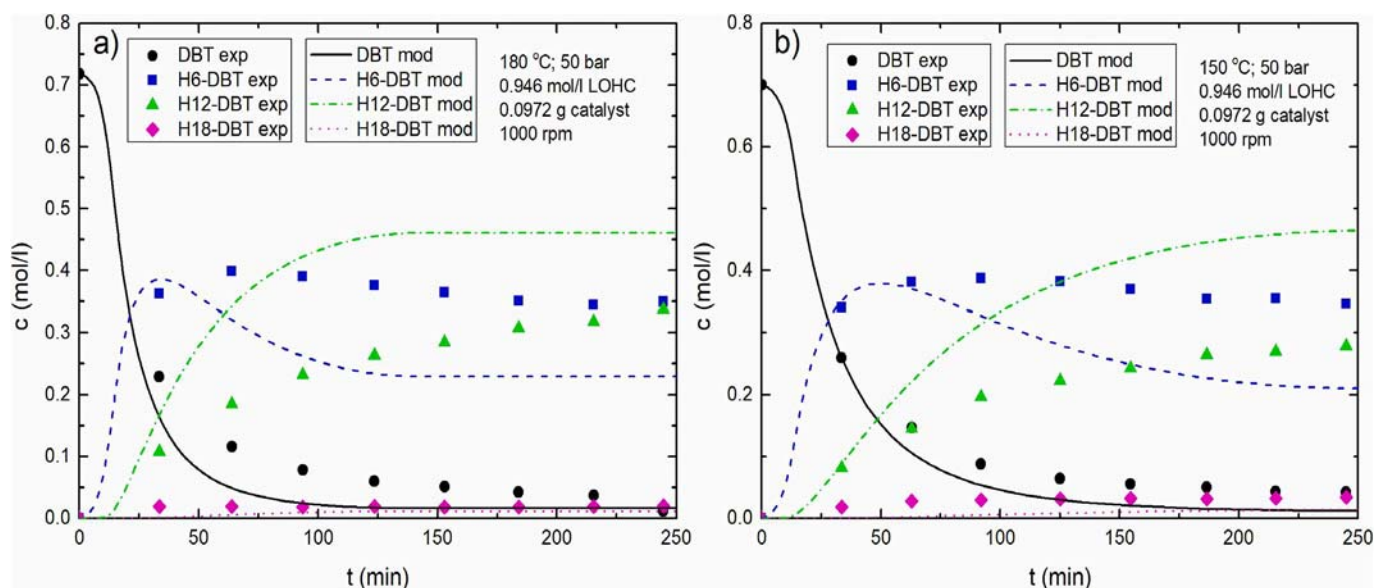 a)
DBT exp
H6-DBT exp
H12-DBT exp
H18-DBT exp
DBT mod
H6-DBT mod
H12-DBT mod
H18-DBT mod
180 °C; 50 bar
0.946 mol/l LOHC
0.0972 g catalyst
1000 rpm
0.8
0.7
0.6
0.5
0.4
0.3
0.2
0.1
0.0
c (mol/l)
0 50 100 150 200 250
t (min)
b)
DBT exp
H6-DBT exp
H12-DBT exp
H18-DBT exp
DBT mod
H6-DBT mod
H12-DBT mod
H18-DBT mod
150 °C; 50 bar
0.946 mol/l LOHC
0.0972 g catalyst
1000 rpm
0.8
0.6
0.4
0.2
0.0
c (mol/l)
0 50 100 150 200 250
t (min)